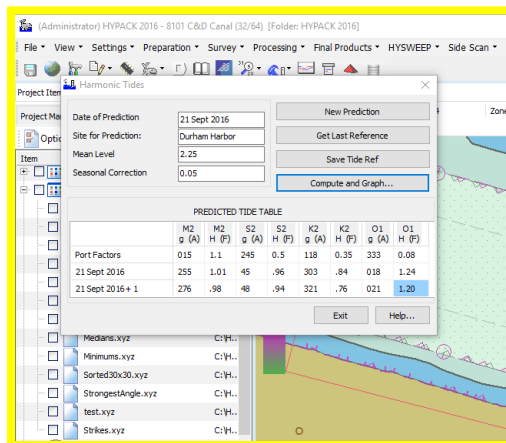 (Administrator) HYPACK 2016 - 8101 C&D Canal (32/64) [Folder: HYPACK 2016]
File View Settings Preparation Survey Processing Final Products HYSWEEP Side Scan
Project Item
Harmonic Tides
Project Ma
Zone
Optic
Item
Date of Prediction 21 Sept 2016 New Prediction
Site for Prediction: Durham Harbor Get Last Reference
Mean Level 2.25 Save Tide Ref
Seasonal Correction 0.05 Compute and Graph...
PREDICTED TIDE TABLE
M2 M2 S2 S2 K2 K2 O1 O1
g (A) H (F) g (A) H (F) g (A) H (F) g (A) H (F)
Port Factors 015 1.1 245 0.5 118 0.35 333 0.08
21 Sept 2016 255 1.01 45 .96 303 .84 018 1.24
21 Sept 2016+ 1 276 .98 48 .94 321 .76 021 1.20
Exit Help...
Medians.xyz C:\H..
Minimums.xyz C:\H..
Sorted30x30.xyz C:\H..
StrongestAngle.xyz C:\H..
test.xyz C:\H..
Strikes.xyz C:\H..